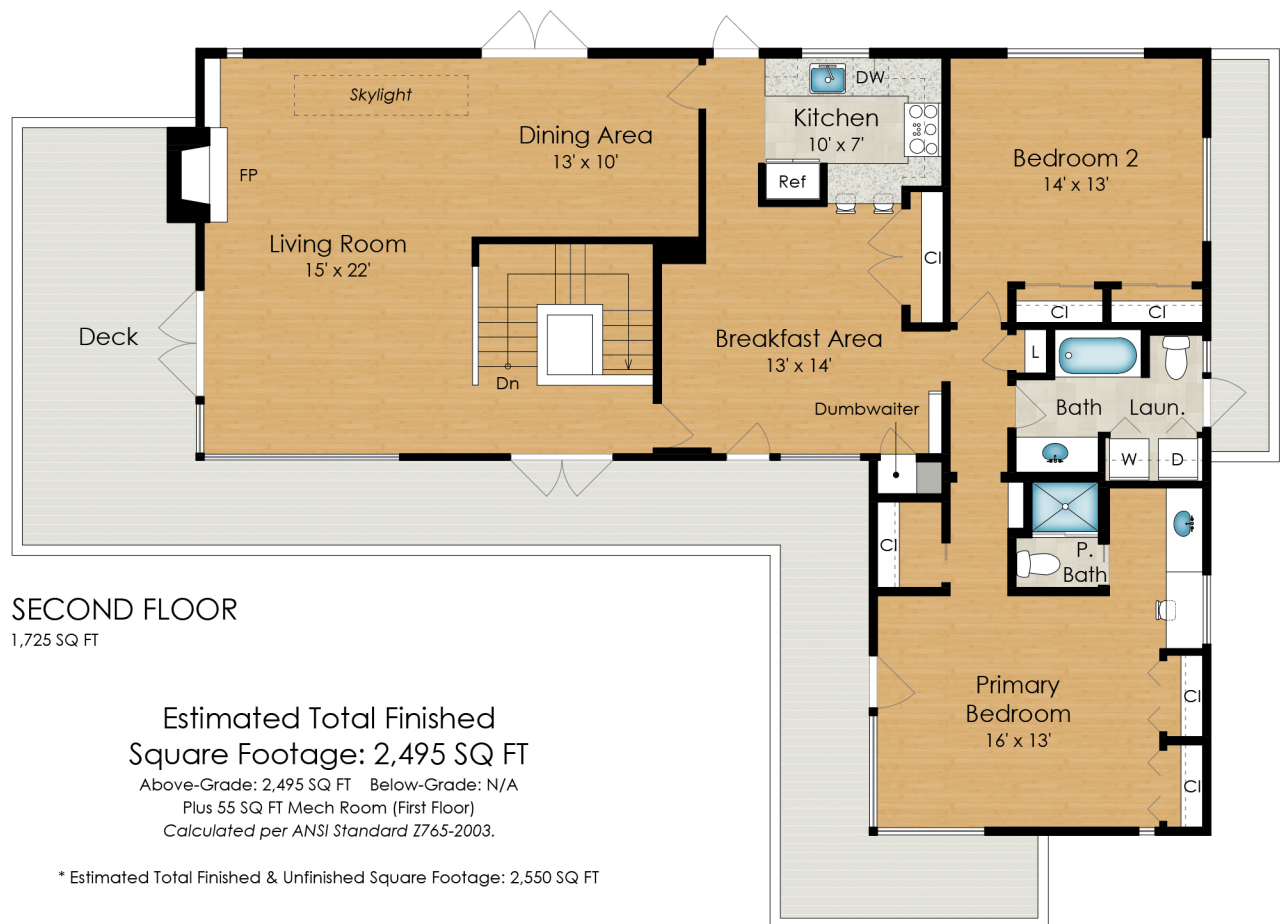 Skylight
DW
Kitchen
10' x 7'
Dining Area
13' x 10'
Bedroom 2
14' x 13'
FP
Ref
Living Room
15' x 22'
Cl
Cl
Cl
Deck
Breakfast Area
13' x 14'
L
Dn
Dumbwaiter
Bath
Laun.
W
D
Cl
P.
Bath
SECOND FLOOR
1,725 SQ FT
Primary
Bedroom
16' x 13'
Cl
Cl
Estimated Total Finished
Square Footage: 2,495 SQ FT
Above-Grade: 2,495 SQ FT Below-Grade: N/A
Plus 55 SQ FT Mech Room (First Floor)
Calculated per ANSI Standard Z765-2003.
* Estimated Total Finished & Unfinished Square Footage: 2,550 SQ FT